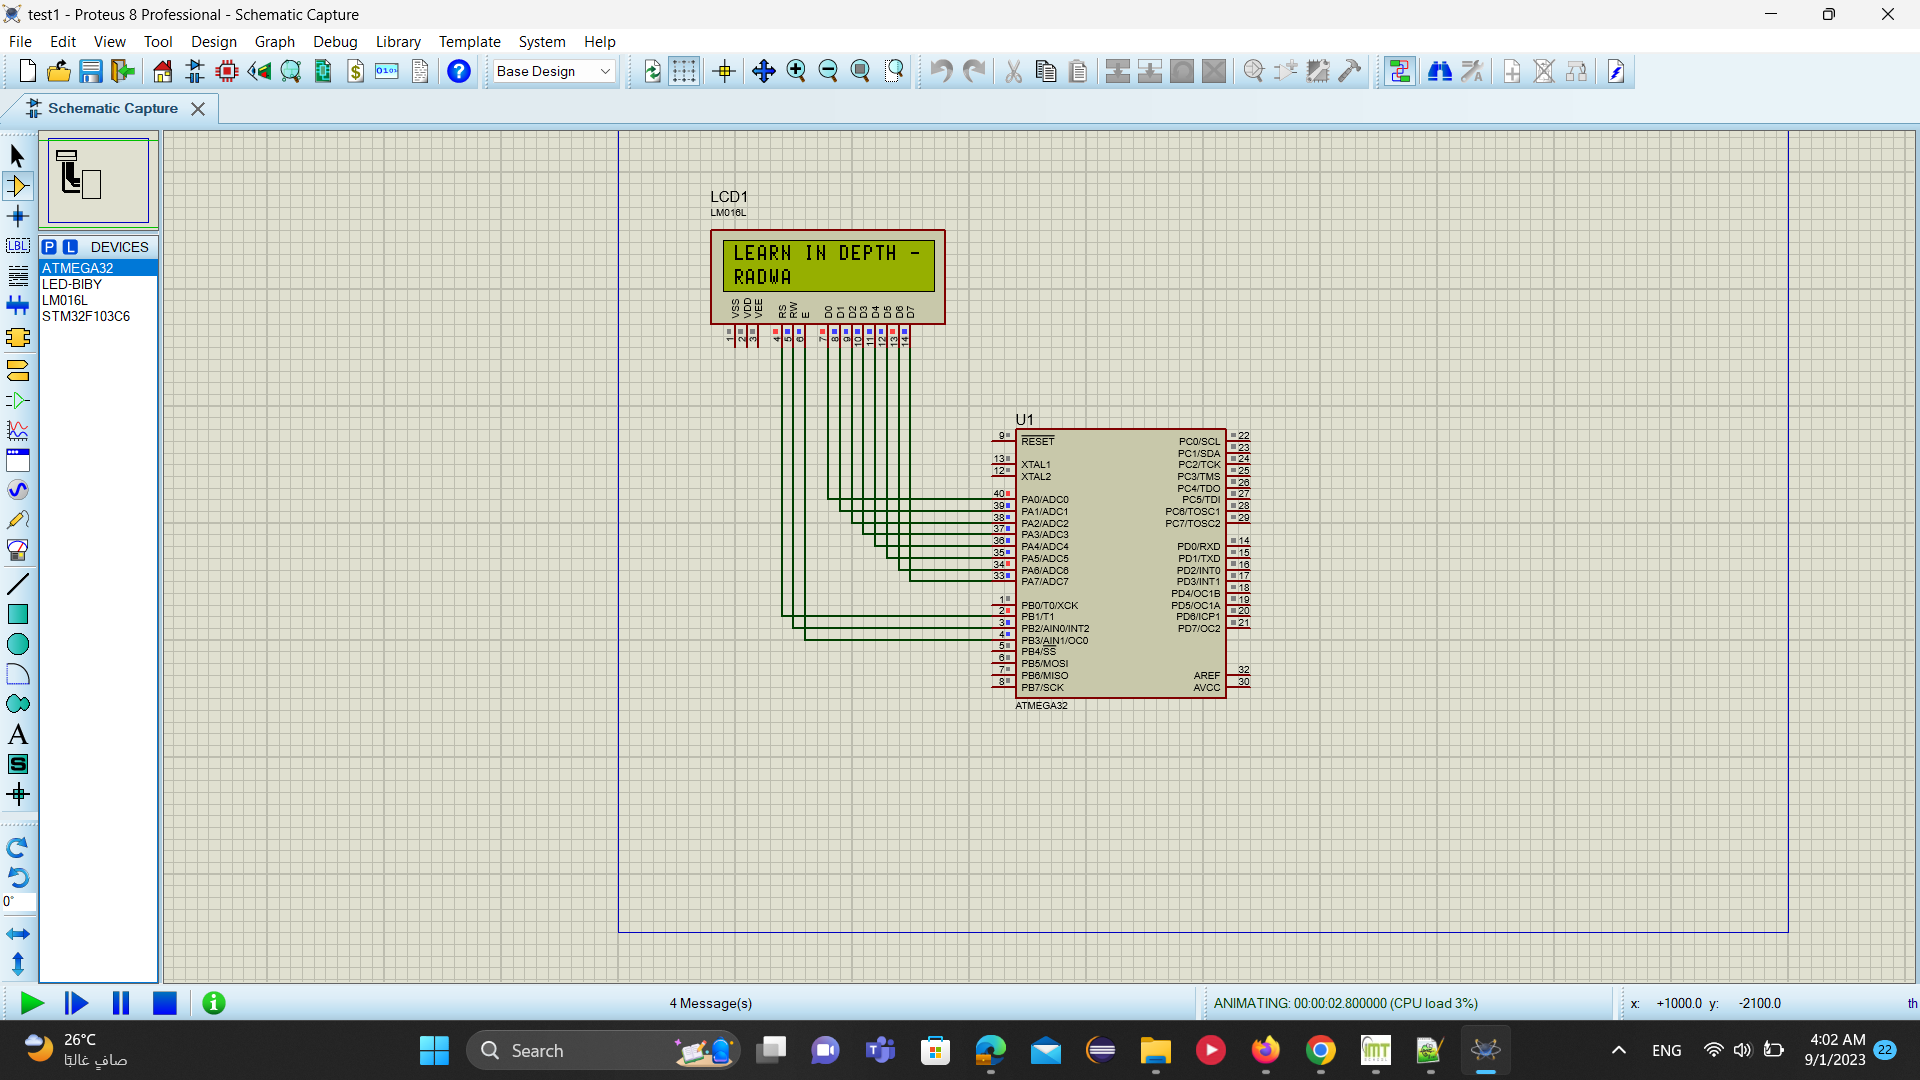 test1 - Proteus 8 Professional - Schematic Capture
File Edit View Tool Design Graph Debug Library Template System Help
Base Design
Schematic Capture
P L DEVICES
ATMEGA32
LED-BIBY
LM016L
STM32F103C6
LCD1
LM016L
LEARN IN DEPTH -
RADWA
VSS VDD VEE RS RW E D0 D1 D2 D3 D4 D5 D6 D7
1 2 3 4 5 6 7 8 9 10 11 12 13 14
U1
9 RESET PC0/SCL 22
PC1/SDA 23
13 XTAL1 PC2/TCK 24
12 XTAL2 PC3/TMS 25
PC4/TDO 26
40 PA0/ADC0 PC5/TDI 27
39 PA1/ADC1 PC6/TOSC1 28
38 PA2/ADC2 PC7/TOSC2 29
37 PA3/ADC3
36 PA4/ADC4 PD0/RXD 14
35 PA5/ADC5 PD1/TXD 15
34 PA6/ADC6 PD2/INT0 16
33 PA7/ADC7 PD3/INT1 17
PD4/OC1B 18
1 PB0/T0/XCK PD5/OC1A 19
2 PB1/T1 PD6/ICP1 20
3 PB2/AIN0/INT2 PD7/OC2 21
4 PB3/AIN1/OC0
5 PB4/SS
6 PB5/MOSI
7 PB6/MISO AREF 32
8 PB7/SCK AVCC 30
ATMEGA32
LBL
A
S
0°
4 Message(s)
ANIMATING: 00:00:02.800000 (CPU load 3%)
x: +1000.0 y: -2100.0 th
26°C
صافٍ غالبًا
Search
ENG
4:02 AM
9/1/2023
22